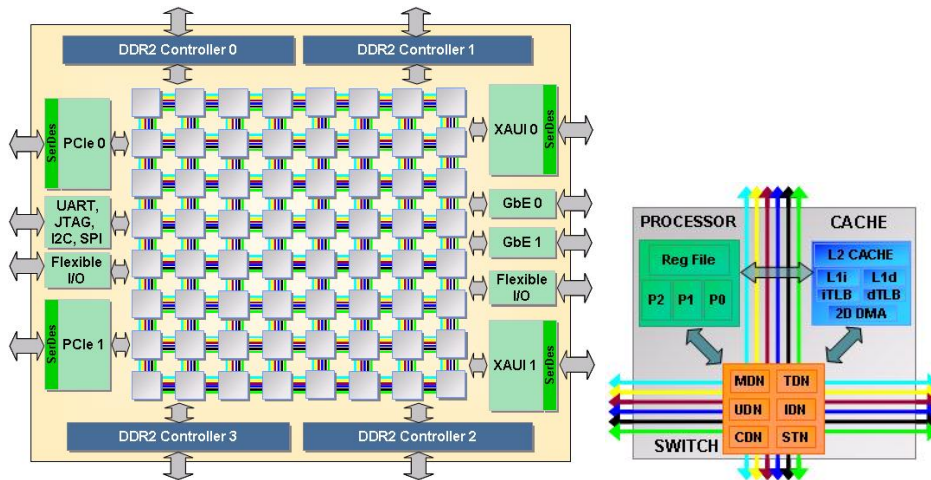 DDR2 Controller 0
DDR2 Controller 1
SerDes
PCIe 0
XAUI 0
SerDes
UART,
JTAG,
I2C, SPI
GbE 0
GbE 1
Flexible
I/O
Flexible
I/O
SerDes
PCIe 1
XAUI 1
SerDes
DDR2 Controller 3
DDR2 Controller 2
PROCESSOR
CACHE
Reg File
P2 P1 P0
L2 CACHE
L1i L1d
iTLB dTLB
2D DMA
MDN TDN
UDN IDN
CDN STN
SWITCH